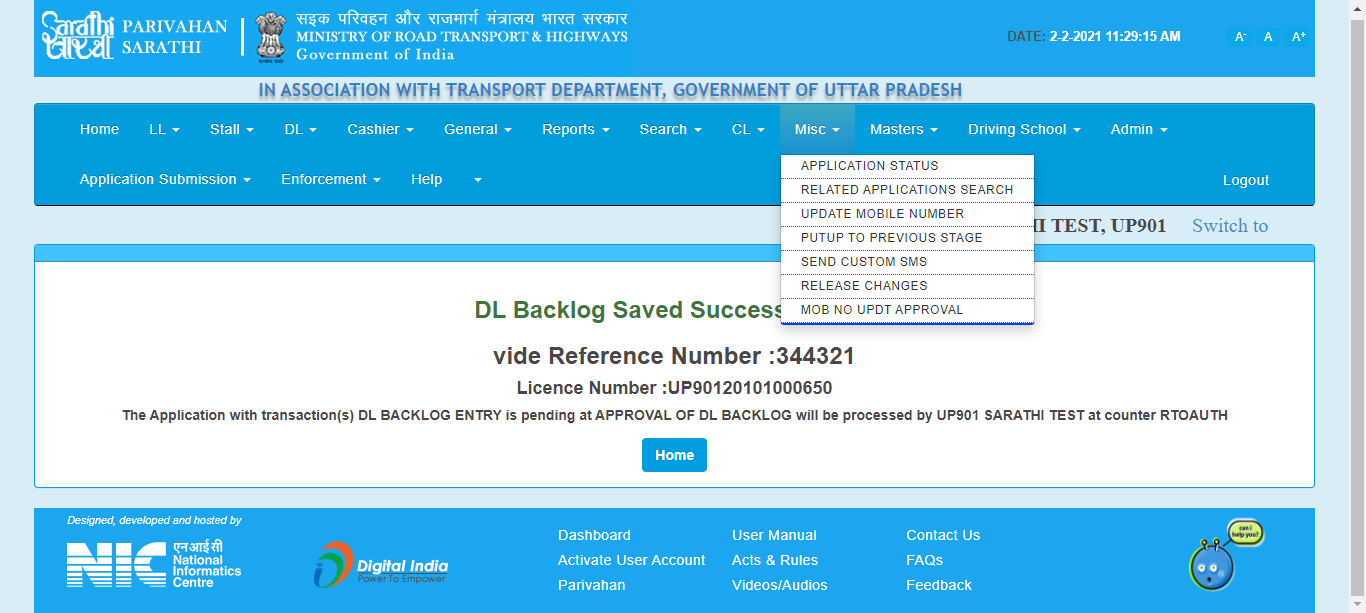 Sarathi सारथी PARIVAHAN SARATHI
सड़क परिवहन और राजमार्ग मंत्रालय भारत सरकार
MINISTRY OF ROAD TRANSPORT & HIGHWAYS
Government of India
DATE: 2-2-2021 11:29:15 AM A- A A+
IN ASSOCIATION WITH TRANSPORT DEPARTMENT, GOVERNMENT OF UTTAR PRADESH
Home LL Stall DL Cashier General Reports Search CL Misc Masters Driving School Admin
Application Submission Enforcement Help Logout
APPLICATION STATUS
RELATED APPLICATIONS SEARCH
UPDATE MOBILE NUMBER
PUTUP TO PREVIOUS STAGE
SEND CUSTOM SMS
RELEASE CHANGES
MOB NO UPDT APPROVAL
I TEST, UP901 Switch to
DL Backlog Saved Success
vide Reference Number :344321
Licence Number :UP90120101000650
The Application with transaction(s) DL BACKLOG ENTRY is pending at APPROVAL OF DL BACKLOG will be processed by UP901 SARATHI TEST at counter RTOAUTH
Home
Designed, developed and hosted by
NIC एन आई सी
National
Informatics
Centre
Digital India
Power To Empower
Dashboard User Manual Contact Us
Activate User Account Acts & Rules FAQs
Parivahan Videos/Audios Feedback
can i
help you?